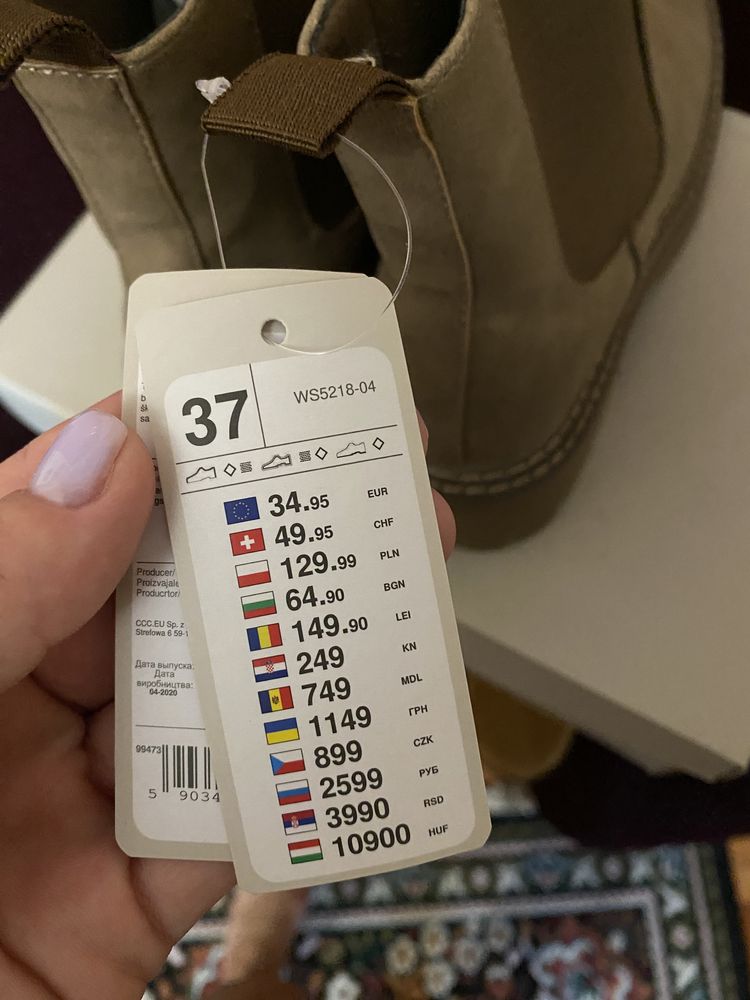 37
WS5218-04
34.95 EUR
49.95 CHF
129.99 PLN
64.90 BGN
149.90 LEI
249 KN
749 MDL
1149 ГРН
899 CZK
2599 РУБ
3990 RSD
10900 HUF
Producer/
Proizvajale
Producrtor/
CCC.EU Sp. z
Strefowa 6 59-1
Дата выпуска:
Дата
виробництва:
04-2020
99473
5 9034